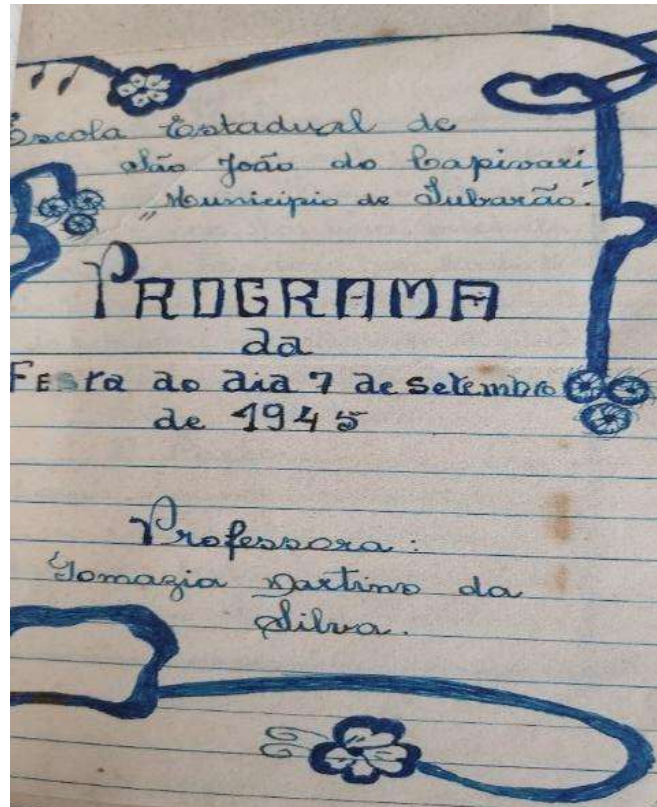 Escola Estadual de
São João do Capivari
"Municipio de Tubarão.
PROGRAMA
da
FESTA do dia 7 de setembro
de 1945
Professora:
Tomazia Martins da
Silva.